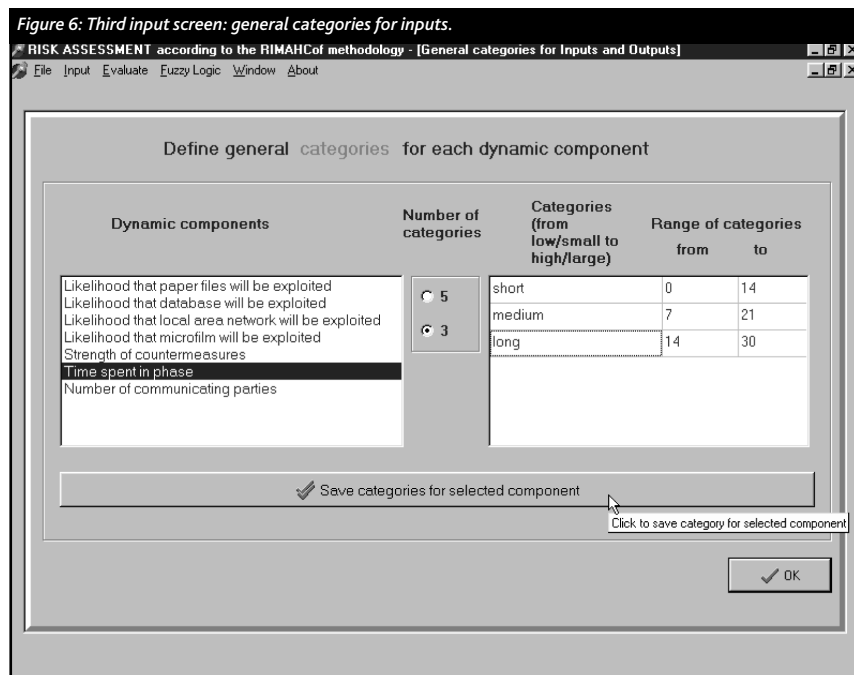 Figure 6: Third input screen: general categories for inputs.
RISK ASSESSMENT according to the RIMAHCof methodology - [General categories for Inputs and Outputs]
File Input Evaluate Fuzzy Logic Window About
Define general categories for each dynamic component
Dynamic components
Number of
categories
Categories
(from
low/small to
high/large)
Range of categories
from to
Likelihood that paper files will be exploited
Likelihood that database will be exploited
Likelihood that local area network will be exploited
Likelihood that microfilm will be exploited
Strength of countermeasures
Time spent in phase
Number of communicating parties
5
3
short 0 14
medium 7 21
long 14 30
Save categories for selected component
Click to save category for selected component
OK